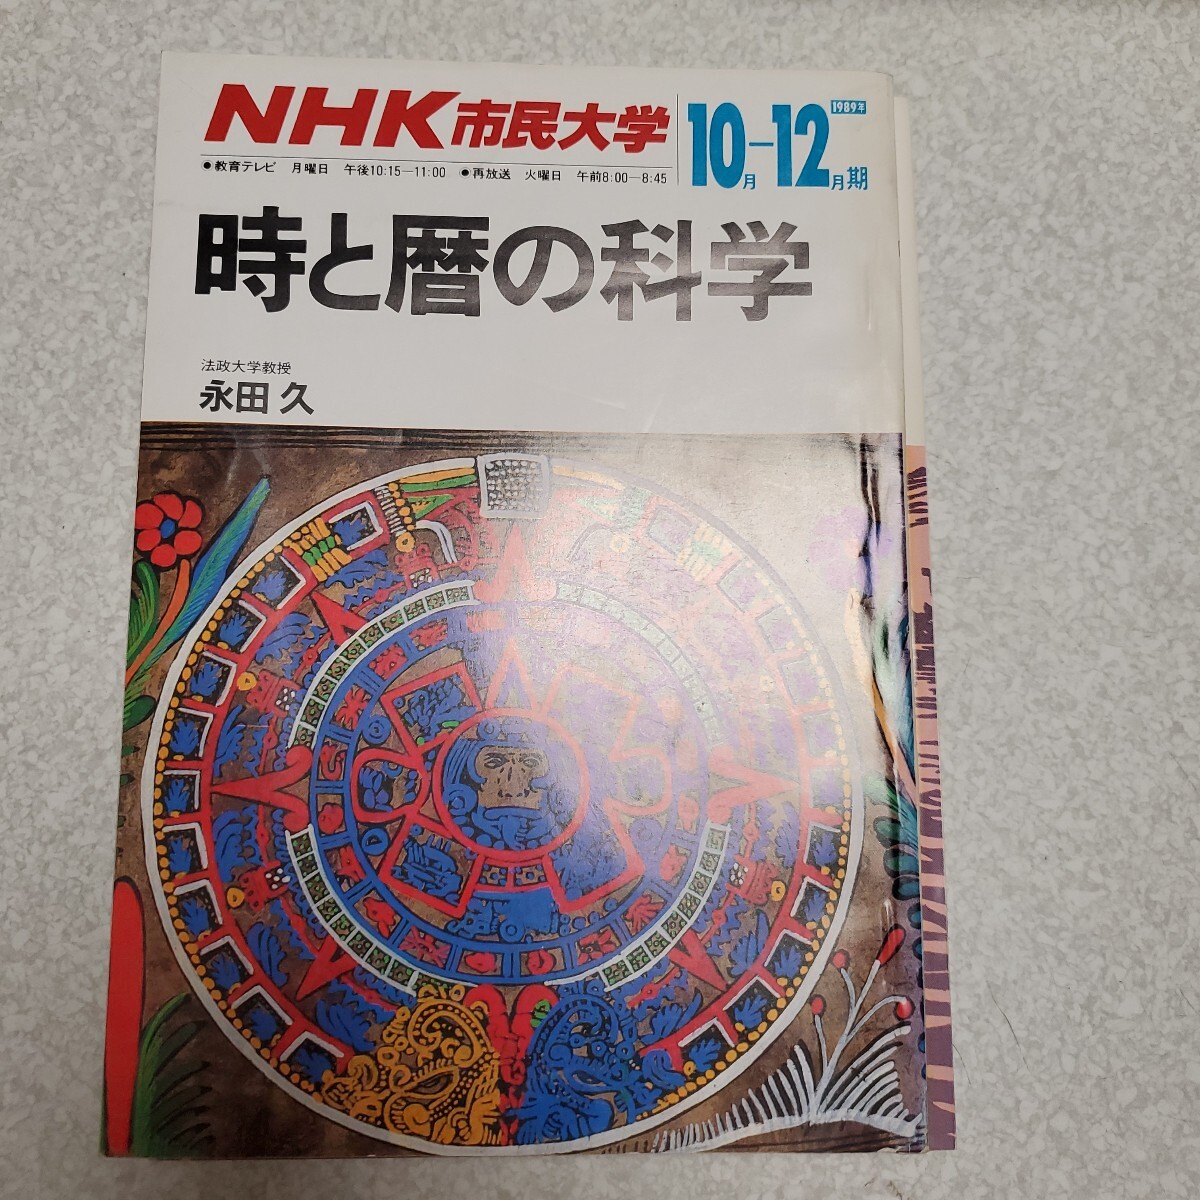 NHK市民大学
1989年
10月—12月期
●教育テレビ 月曜日 午後10:15—11:00 ●再放送 火曜日 午前8:00—8:45
時と暦の科学
法政大学教授
永田 久